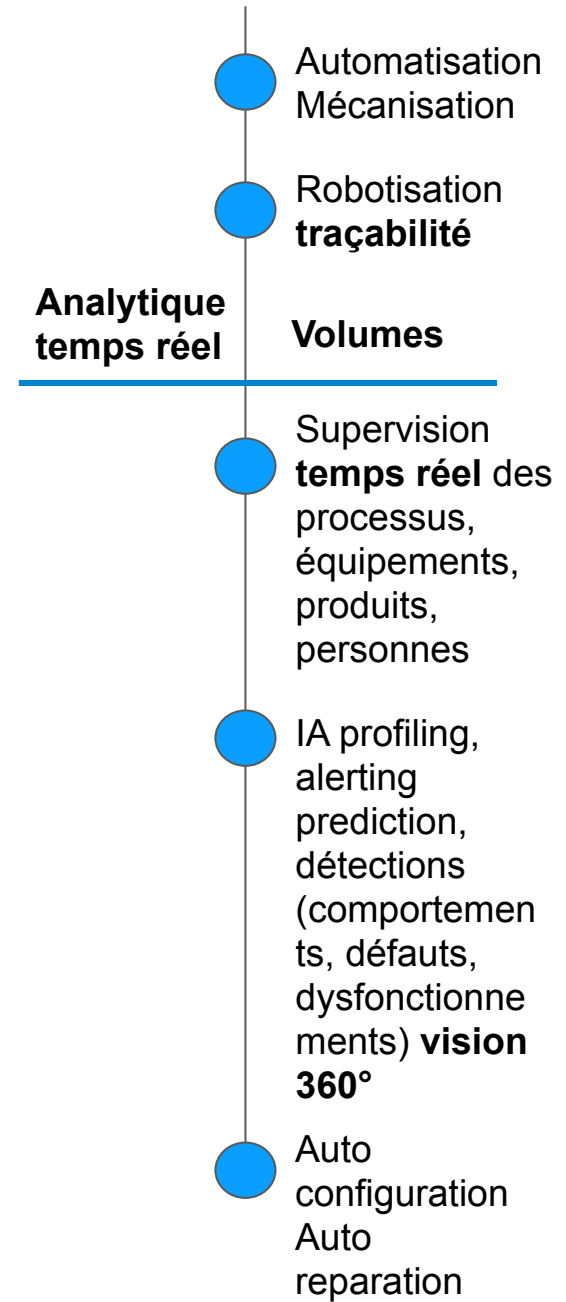 Automatisation
Mécanisation
Robotisation
traçabilité
Analytique
temps réel
Volumes
Supervision
temps réel des
processus,
équipements,
produits,
personnes
IA profiling,
alerting
prediction,
détections
(comportemen
ts, défauts,
dysfonctionne
ments) vision
360°
Auto
configuration
Auto
reparation